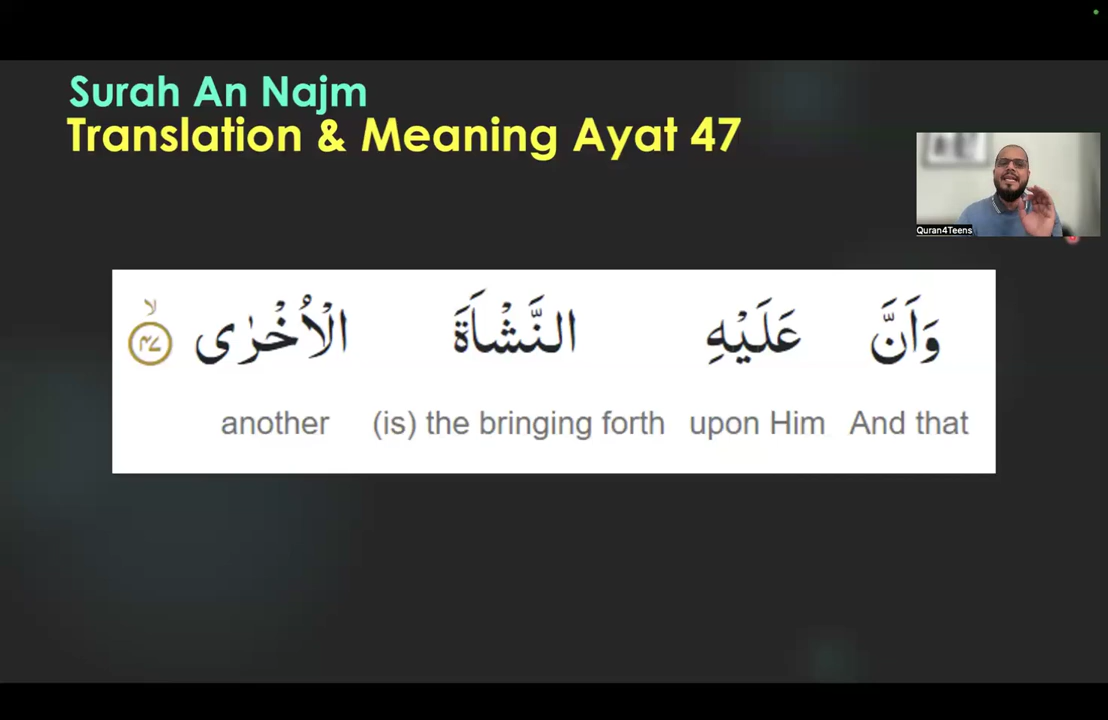 Surah An Najm
Translation & Meaning Ayat 47
Quran4Teens
وَاَنَّ عَلَيْهِ النَّشْاَةَ الْاُخْرٰى ۙ ۴۷
And that upon Him (is) the bringing forth another